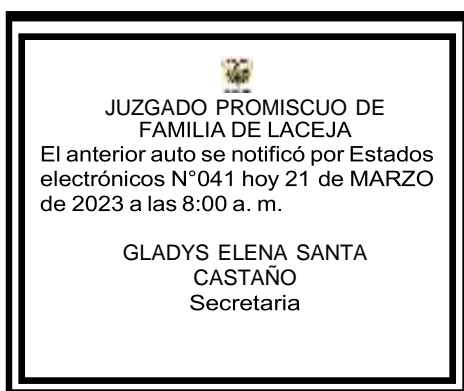 JUZGADO PROMISCUO DE
FAMILIA DE LACEJA
El anterior auto se notificó por Estados
electrónicos N°041 hoy 21 de MARZO
de 2023 a las 8:00 a. m.
GLADYS ELENA SANTA
CASTAÑO
Secretaria